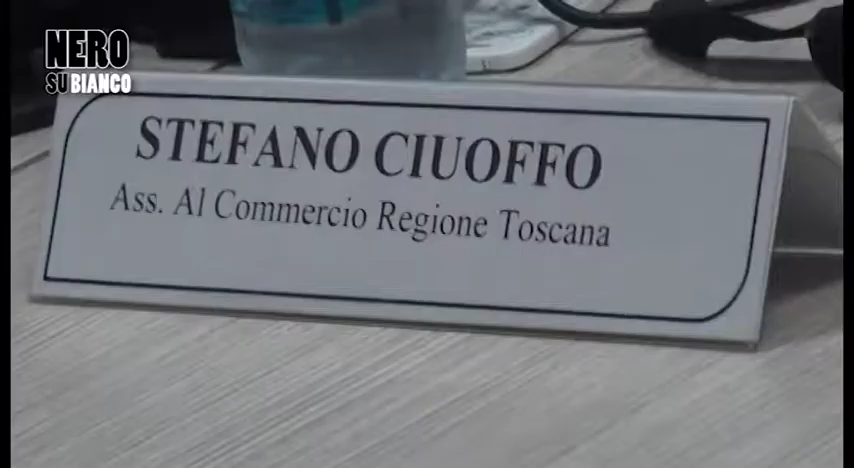 NERO
SU BIANCO
STEFANO CIUOFFO
Ass. Al Commercio Regione Toscana